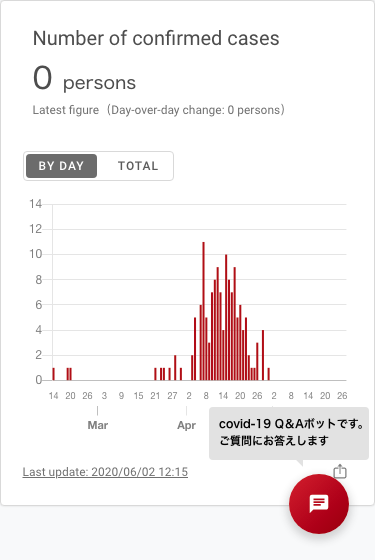 Number of confirmed cases
0 persons
Latest figure（Day-over-day change: 0 persons）
BY DAY TOTAL
14
12
10
8
6
4
2
0
14 20 26 3 9 15 21 27 2 8 14 20 26 2 8 14 20 26
Mar Apr
covid-19 Q&Aボットです。
ご質問にお答えします
Last update: 2020/06/02 12:15